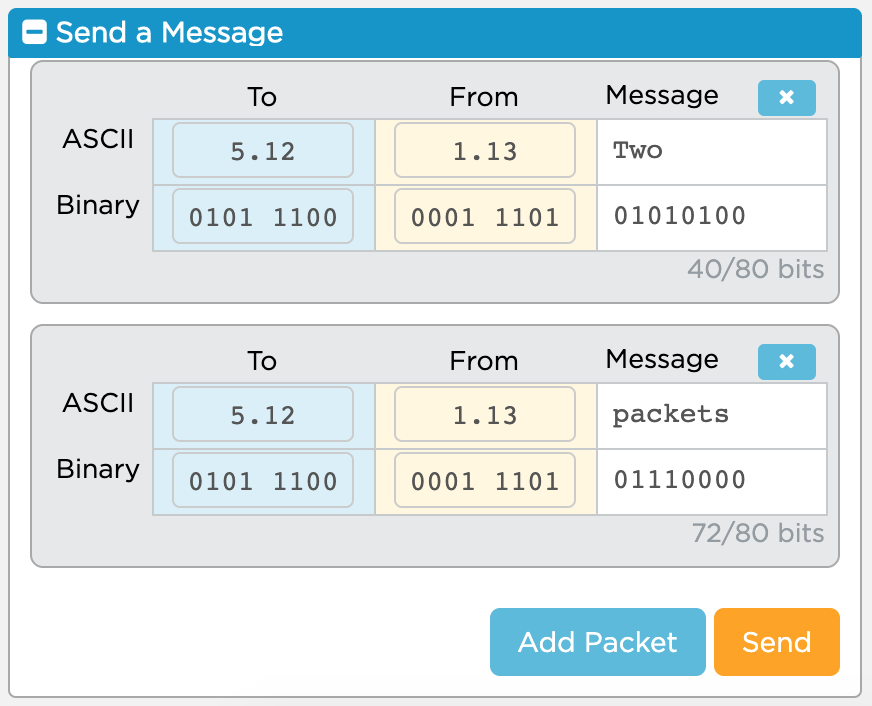 Send a Message
To From Message
ASCII 5.12 1.13 Two
Binary 0101 1100 0001 1101 01010100
40/80 bits
To From Message
ASCII 5.12 1.13 packets
Binary 0101 1100 0001 1101 01110000
72/80 bits
Add Packet Send